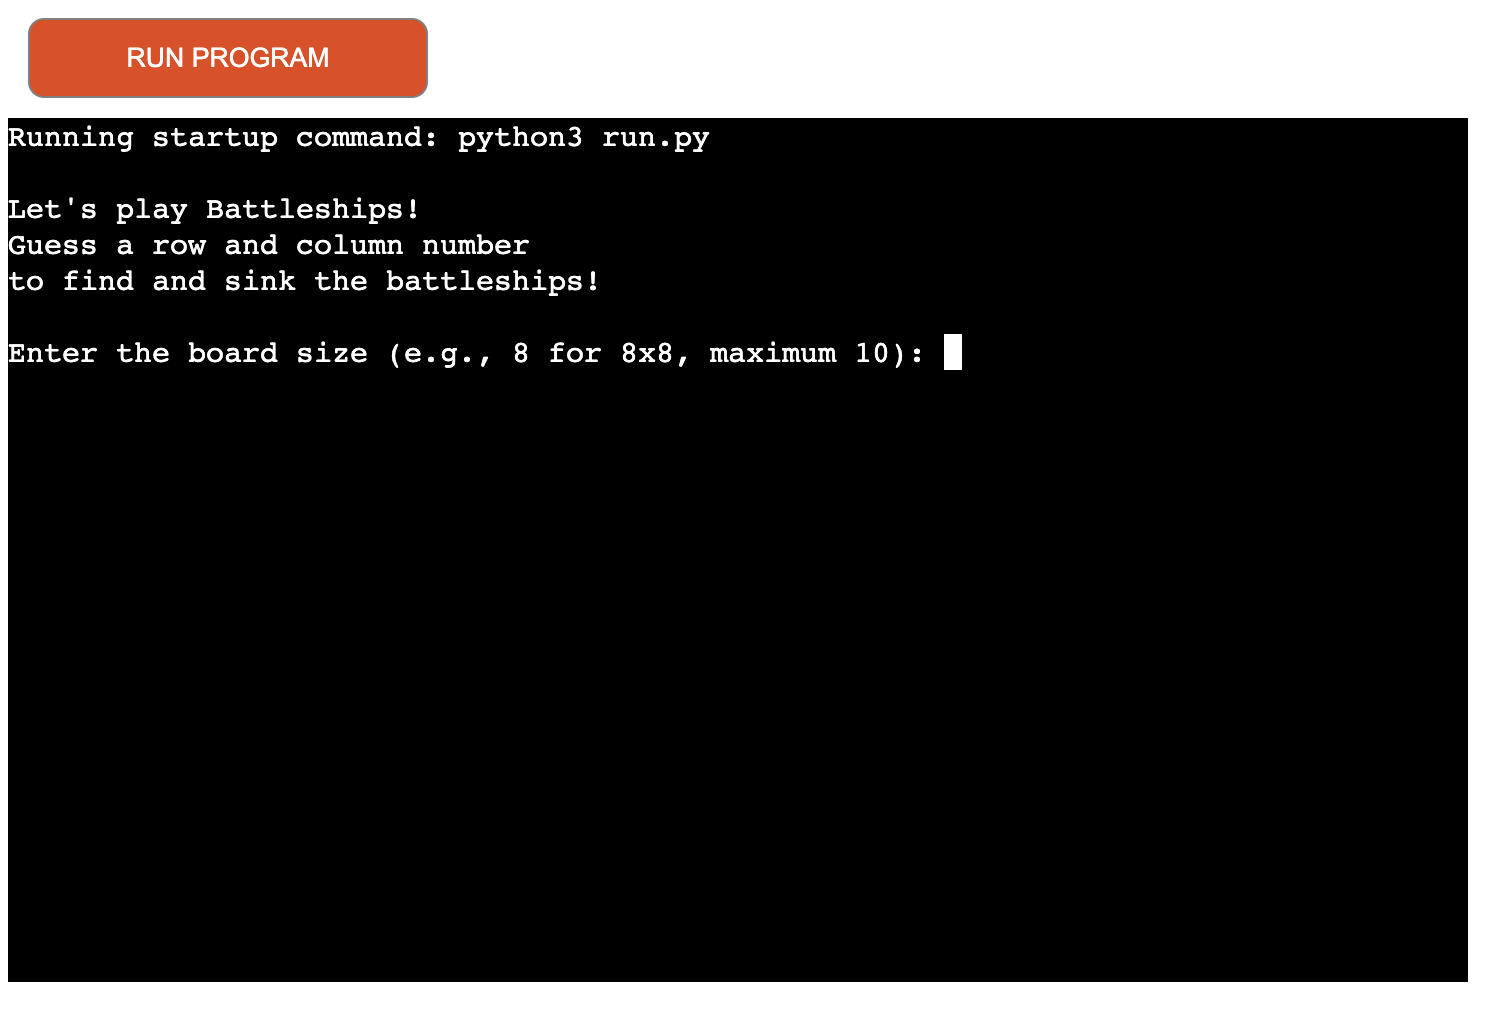 RUN PROGRAM
Running startup command: python3 run.py
Let's play Battleships!
Guess a row and column number
to find and sink the battleships!
Enter the board size (e.g., 8 for 8x8, maximum 10):